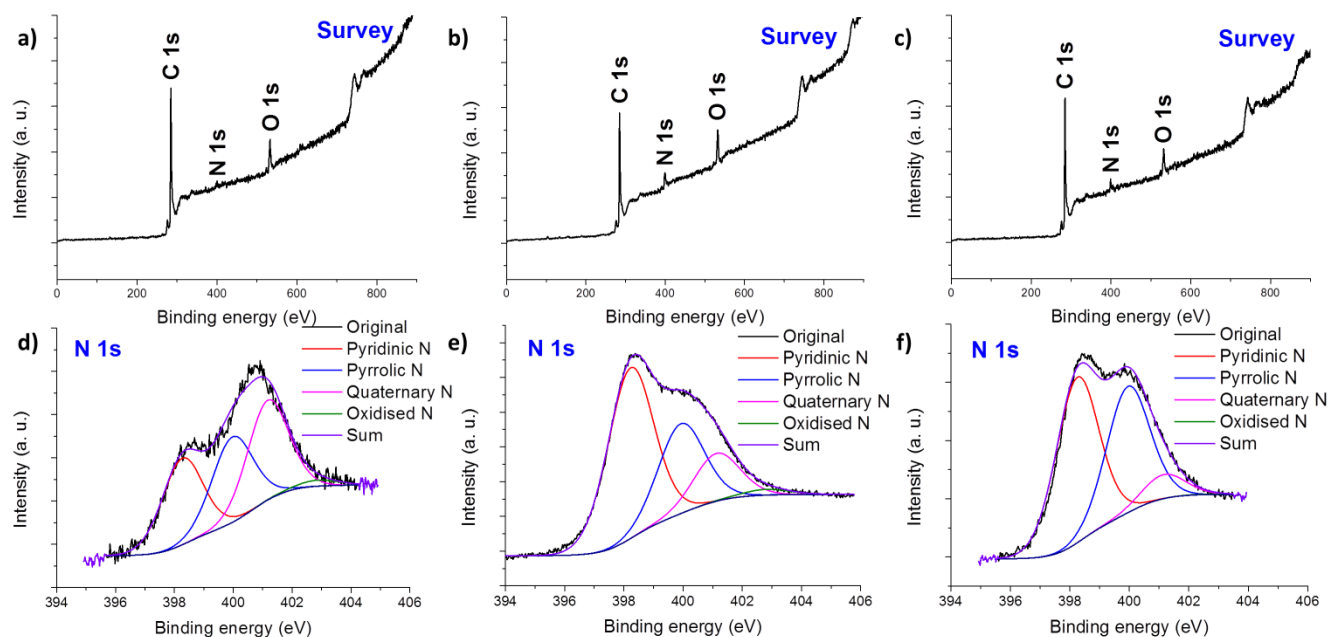 a)
Survey
C 1s
N 1s
O 1s
Intensity (a. u.)
0
200
400
600
800
Binding energy (eV)
b)
Survey
C 1s
N 1s
O 1s
Intensity (a. u.)
0
200
400
600
800
Binding energy (eV)
c)
Survey
C 1s
N 1s
O 1s
Intensity (a. u.)
0
200
400
600
800
Binding energy (eV)
d)
N 1s
Original
Pyridinic N
Pyrrolic N
Quaternary N
Oxidised N
Sum
Intensity (a. u.)
394
396
398
400
402
404
406
Binding energy (eV)
e)
N 1s
Original
Pyridinic N
Pyrrolic N
Quaternary N
Oxidised N
Sum
Intensity (a. u.)
394
396
398
400
402
404
406
Binding energy (eV)
f)
N 1s
Original
Pyridinic N
Pyrrolic N
Quaternary N
Oxidised N
Sum
Intensity (a. u.)
394
396
398
400
402
404
406
Binding energy (eV)